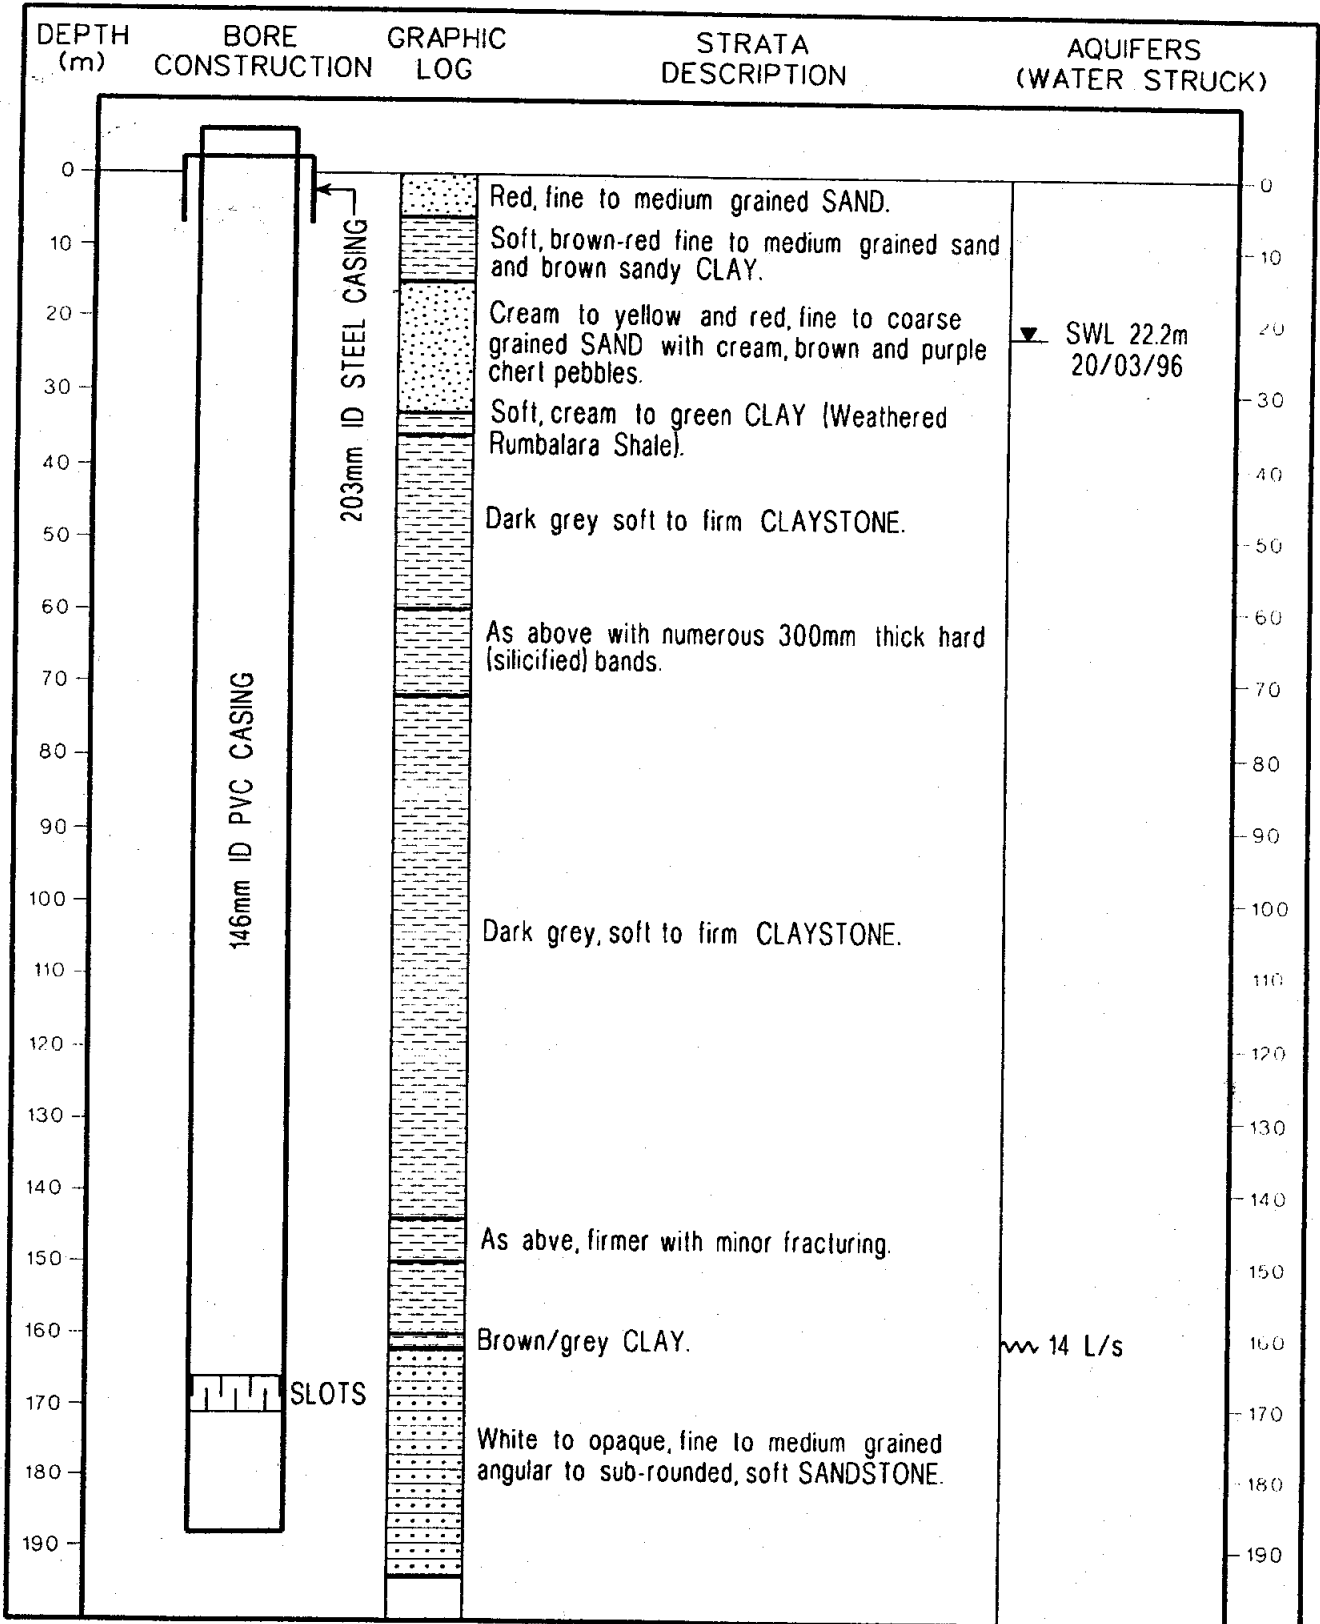 DEPTH
(m)
BORE
CONSTRUCTION
GRAPHIC
LOG
STRATA
DESCRIPTION
AQUIFERS
(WATER STRUCK)
0
10
20
30
40
50
60
70
80
90
100
110
120
130
140
150
160
170
180
190
203mm ID STEEL CASING
146mm ID PVC CASING
SLOTS
Red, fine to medium grained SAND.
Soft, brown-red fine to medium grained sand
and brown sandy CLAY.
Cream to yellow and red, fine to coarse
grained SAND with cream, brown and purple
chert pebbles.
Soft, cream to green CLAY (Weathered
Rumbalara Shale).
Dark grey soft to firm CLAYSTONE.
As above with numerous 300mm thick hard
(silicified) bands.
Dark grey, soft to firm CLAYSTONE.
As abve, firmer with minor fracturing.
Brown/grey CLAY.
White to opaque, fine to medium grained
angular to sub-rounded, soft SANDSTONE.
SWL 22.2m
20/03/96
14 L/s
0
10
20
30
40
50
60
70
80
90
100
110
120
130
140
150
160
170
180
190